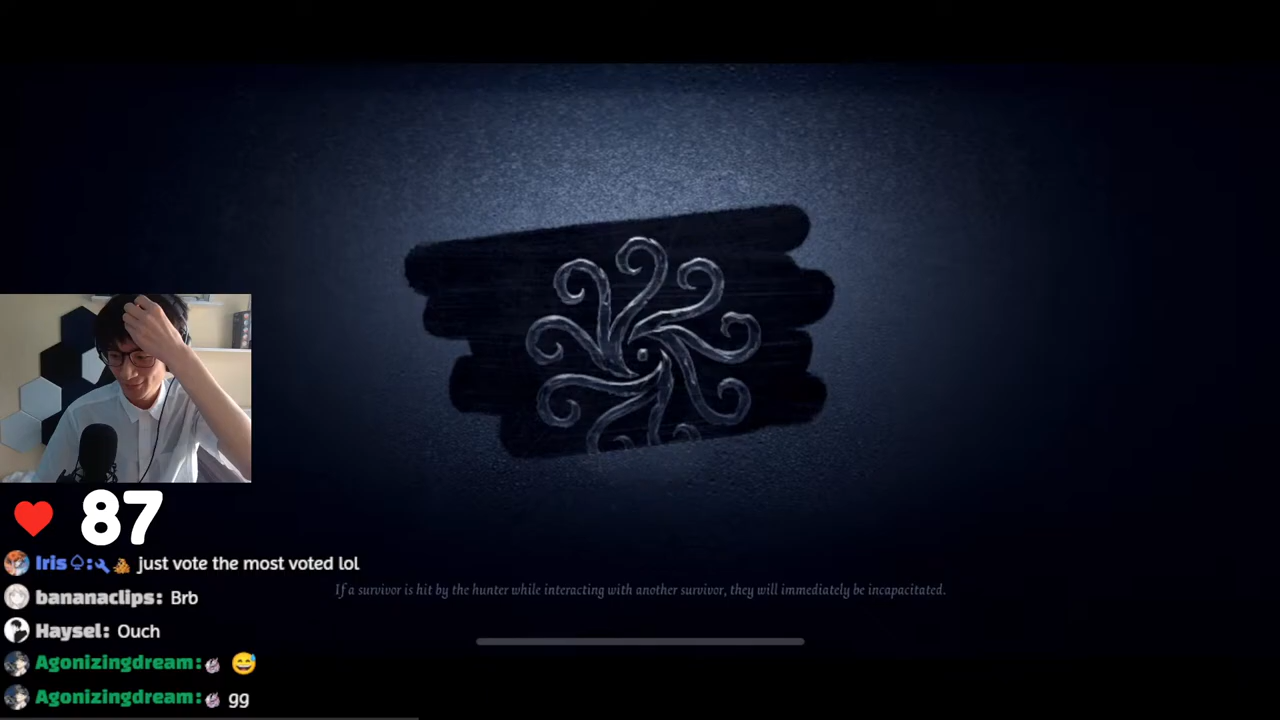 87
Iris♤:🔧 just vote the most voted lol
bananaclips: Brb
Haysel: Ouch
Agonizingdream: 😅
Agonizingdream: gg
If a survivor is hit by the hunter while interacting with another survivor, they will immediately be incapacitated.